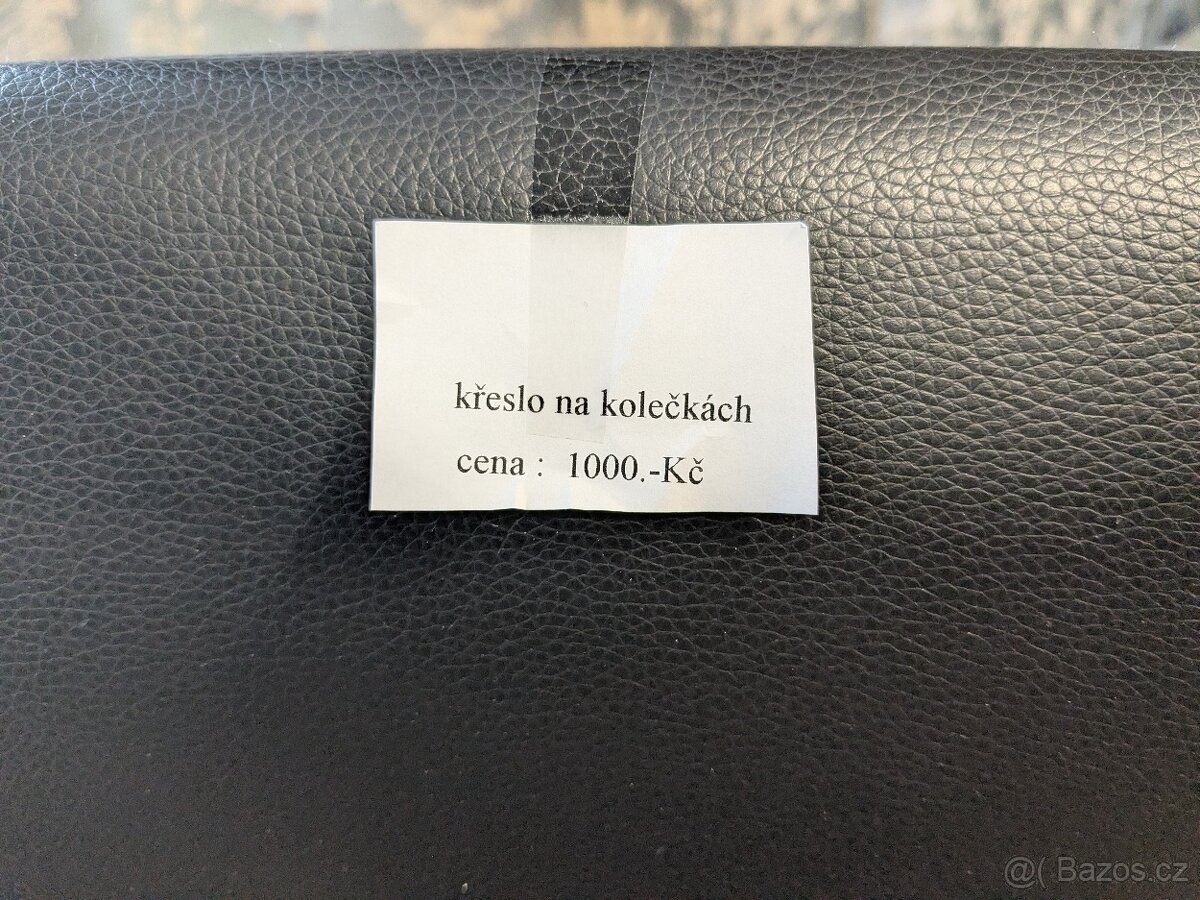 křeslo na kolečkách
cena : 1000.-Kč
@( Bazos.cz